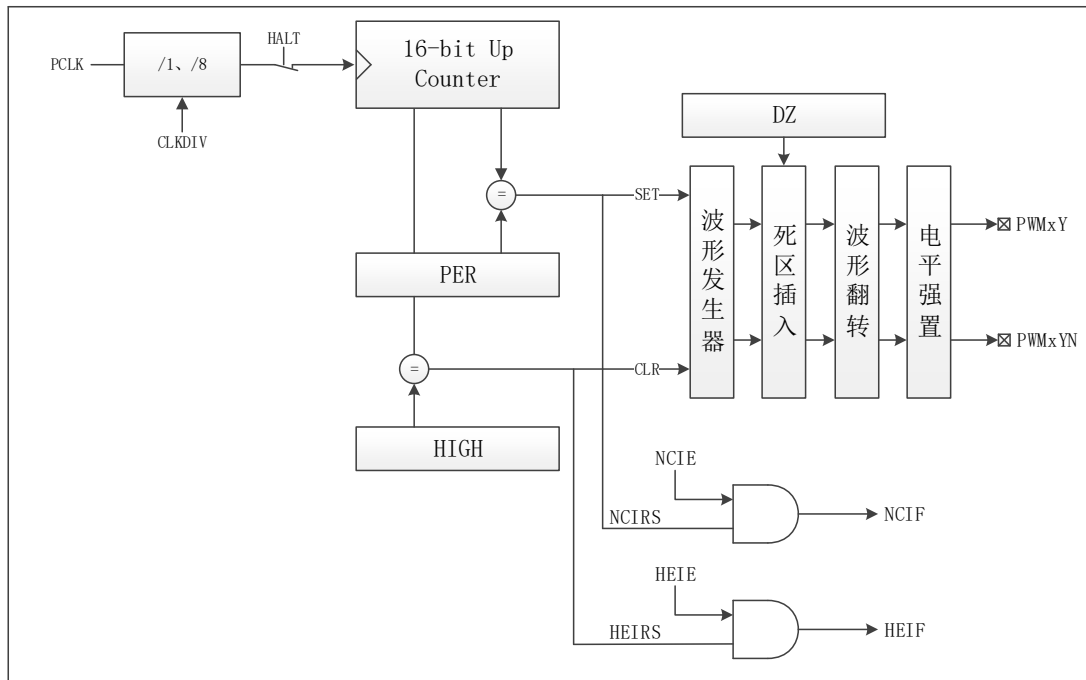 HALT
PCLK
/1、/8
16-bit Up
Counter
CLKDIV
DZ
=
SET
PER
波形发生器
死区插入
波形翻转
电平强置
PWMxY
PWMxYN
=
CLR
HIGH
NCIE
NCIRS
NCIF
HEIE
HEIRS
HEIF